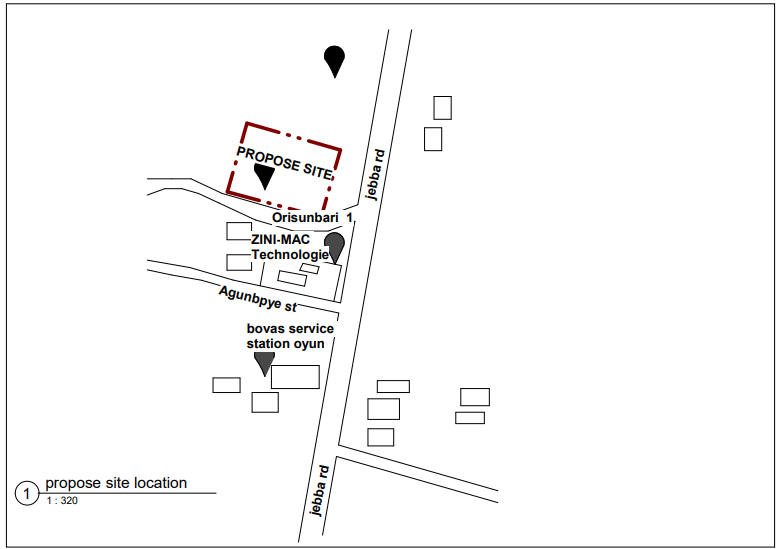 PROPOSE SITE
jebba rd
Orisunbari 1
ZINI-MAC
Technologie
Agunbpye st
bovas service
station oyun
jebba rd
1
propose site location
1 : 320